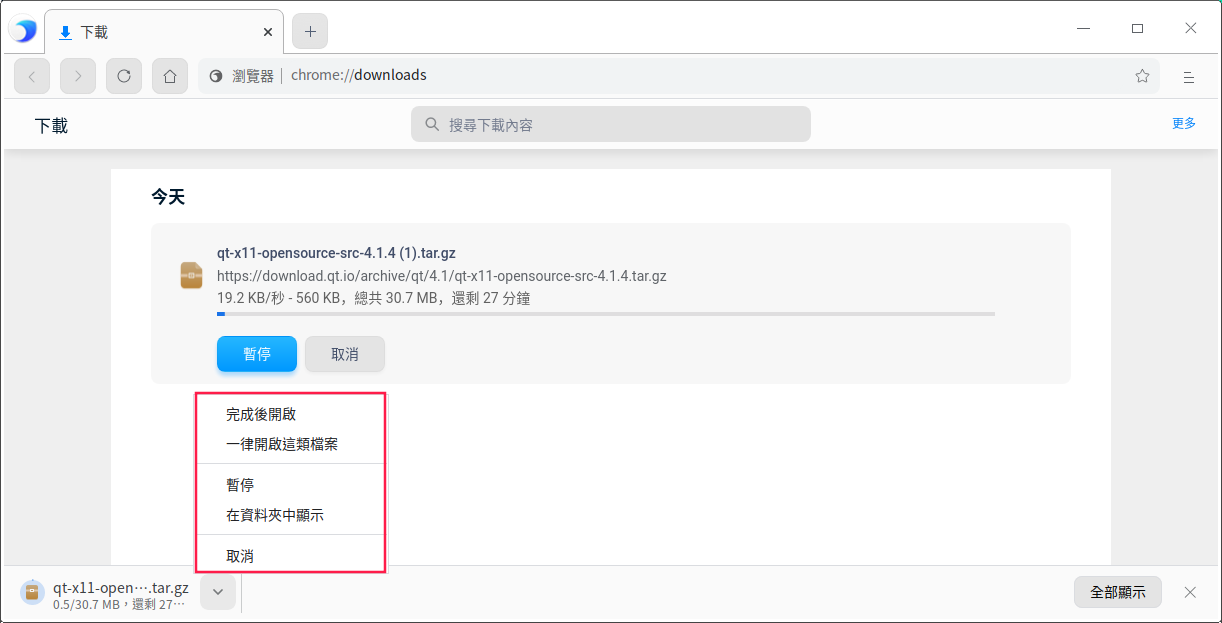 下載
瀏覽器 | chrome://downloads
下載
搜尋下載內容
更多
今天
qt-x11-opensource-src-4.1.4 (1).tar.gz
https://download.qt.io/archive/qt/4.1/qt-x11-opensource-src-4.1.4.tar.gz
19.2 KB/秒 - 560 KB，總共 30.7 MB，還剩 27 分鐘
暫停 取消
完成後開啟
一律開啟這類檔案
暫停
在資料夾中顯示
取消
qt-x11-open⋯.tar.gz
0.5/30.7 MB，還剩 27⋯
全部顯示